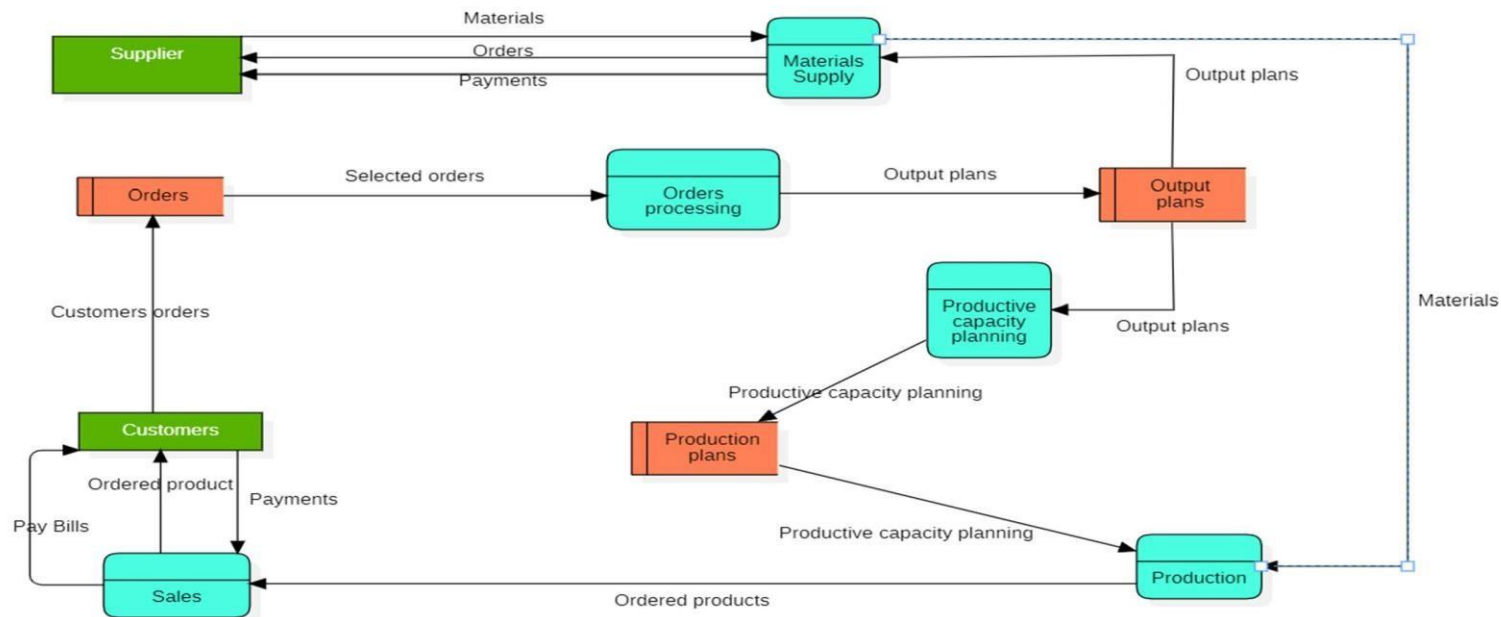 Materials
Supplier
Orders
Materials
Supply
Payments
Output plans
Selected orders
Output plans
Orders
Orders
processing
Output
plans
Customers orders
Productive
capacity
planning
Output plans
Materials
Productive capacity planning
Customers
Production
plans
Ordered product
Payments
Pay Bills
Productive capacity planning
Production
Sales
Ordered products